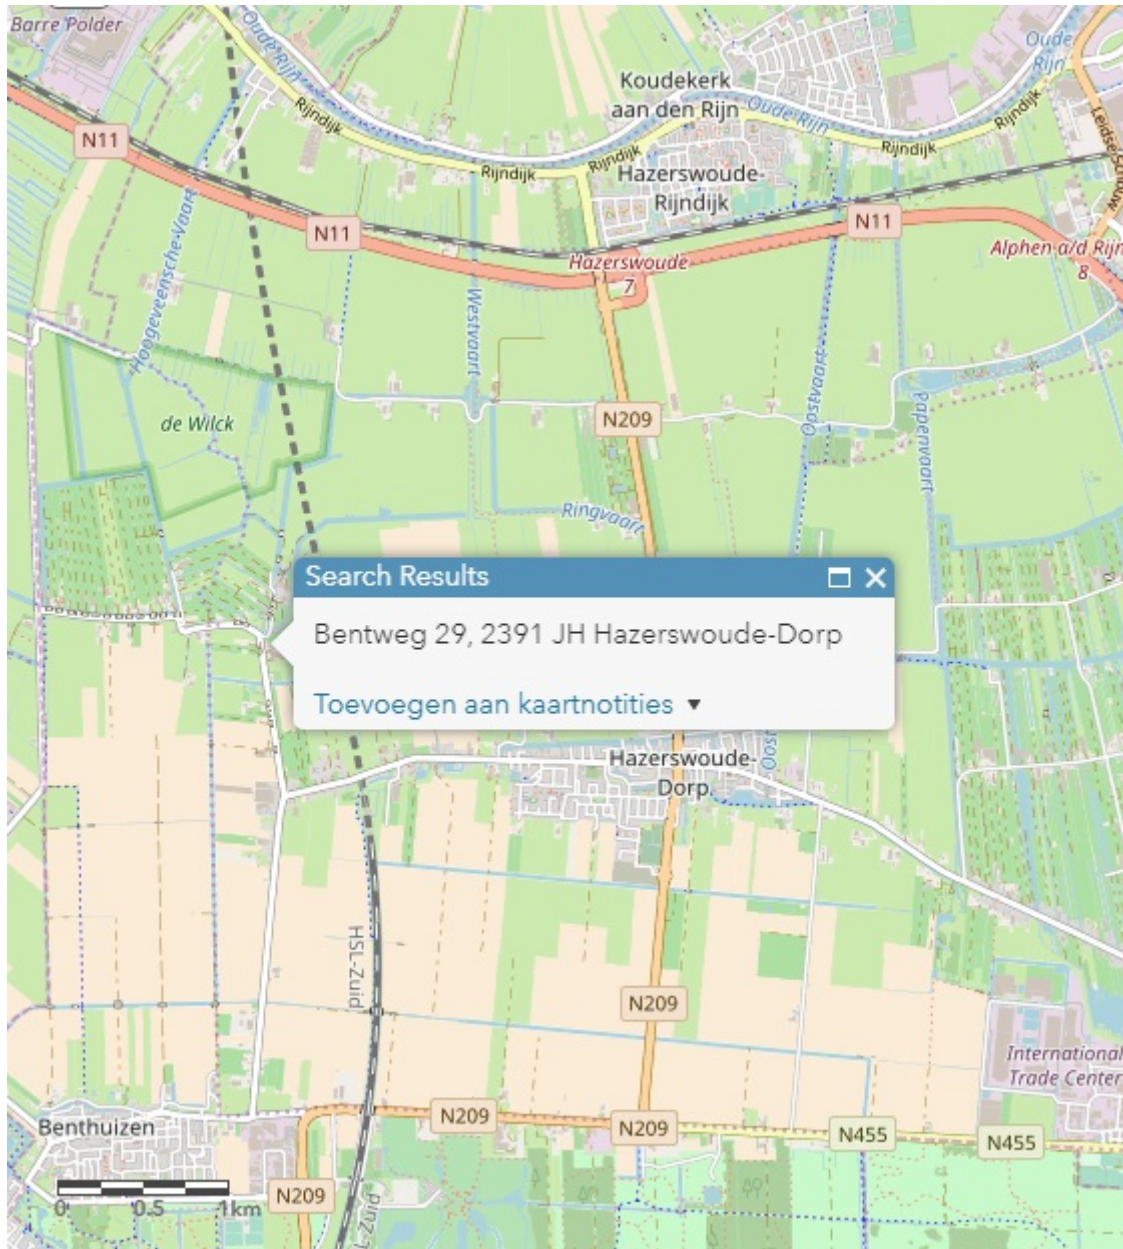 Barre Polder
Oude Rijn
Oude
Rijn
Koudekerk
aan den Rijn
Oude Rijn
Rijndijk
Rijndijk
Rijndijk
Rijndijk
Rijndijk
N11
Hazerswoude-
Rijndijk
N11
N11
Hazerswoude
7
Alphen a/d Rijn
8
Hoogeveensche Vaart
Westvaart
Oostvaart
Papenvaart
de Wilck
N209
Ringvaart
Search Results
Bentweg 29, 2391 JH Hazerswoude-Dorp
Toevoegen aan kaartnotities
Hazerswoude-
Dorp
HSL-Zuid
N209
International
Trade Center
Benthuizen
N209
N209
N455
N455
N209
0 0.5 1km